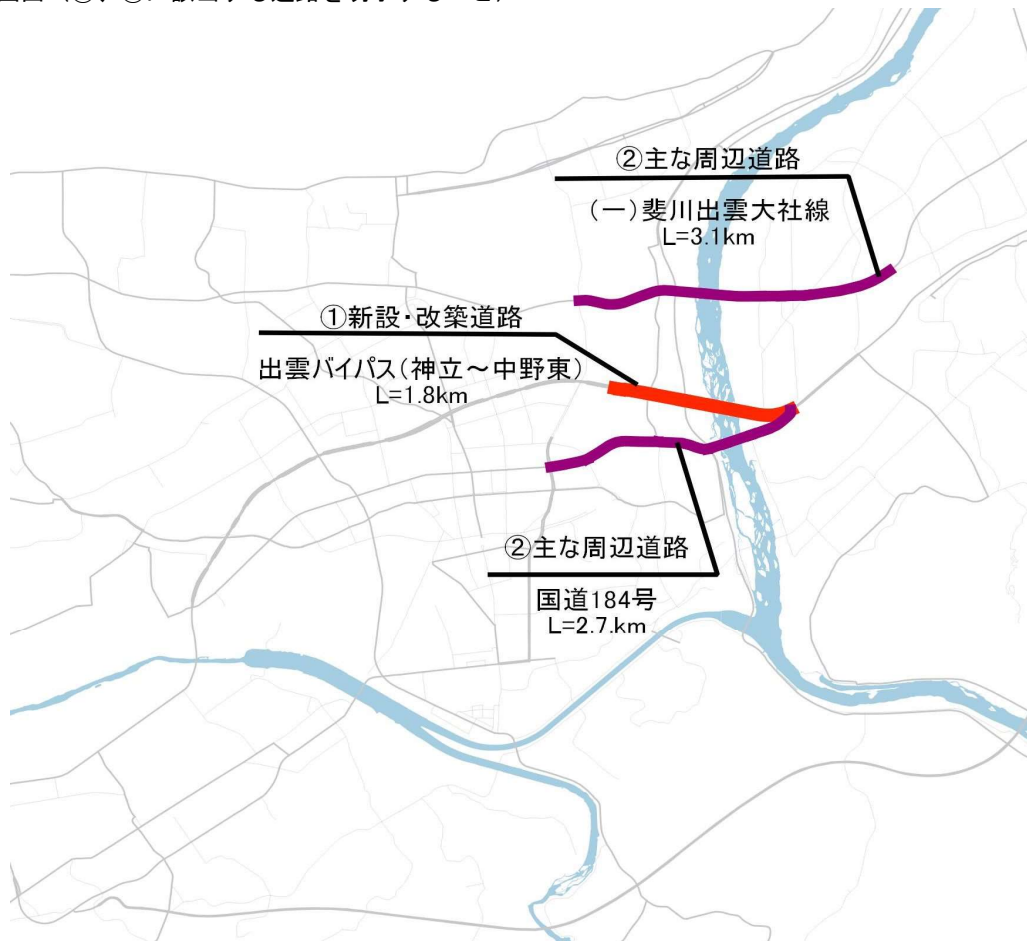 ②主な周辺道路
(一)斐川出雲大社線
L=3.1km
①新設・改築道路
出雲バイパス(神立～中野東)
L=1.8km
②主な周辺道路
国道184号
L=2.7.km